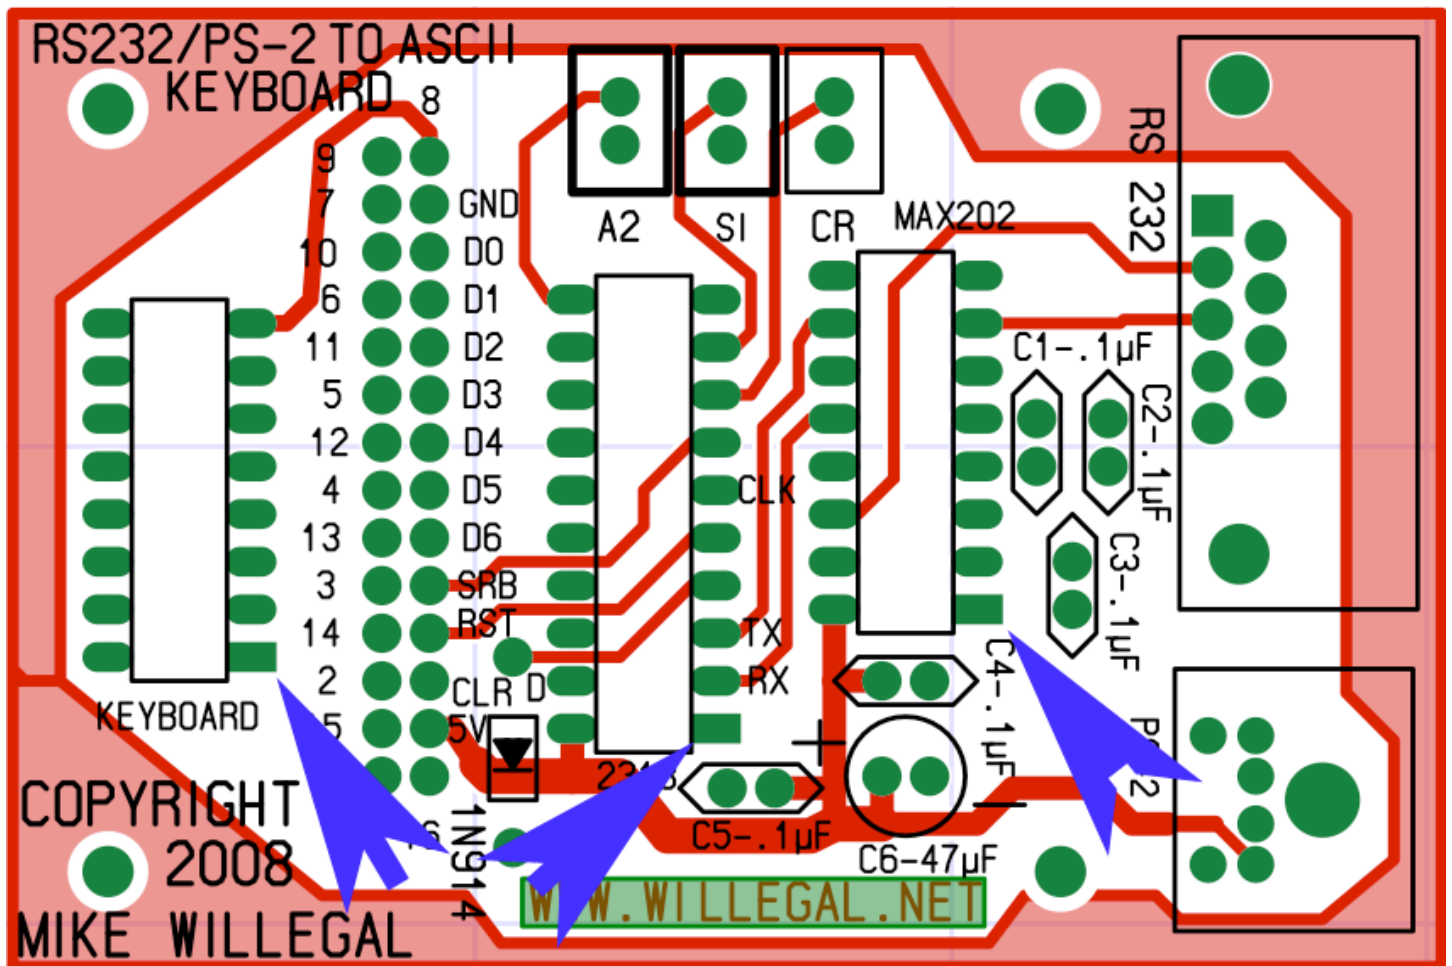 RS232/PS-2 TO ASCII
KEYBOARD
8
9
7
GND
10
D0
6
D1
11
D2
5
D3
12
D4
4
D5
13
D6
3
SRB
14
RST
2
CLR D
5V
A2
SI
CR
MAX202
RS
232
CLK
TX
RX
C1-.1µF
C2-.1µF
C3-.1µF
C4-.1µF
+
C5-.1µF
C6-47µF
1N914
KEYBOARD
COPYRIGHT
2008
MIKE WILLEGAL
WWW.WILLEGAL.NET